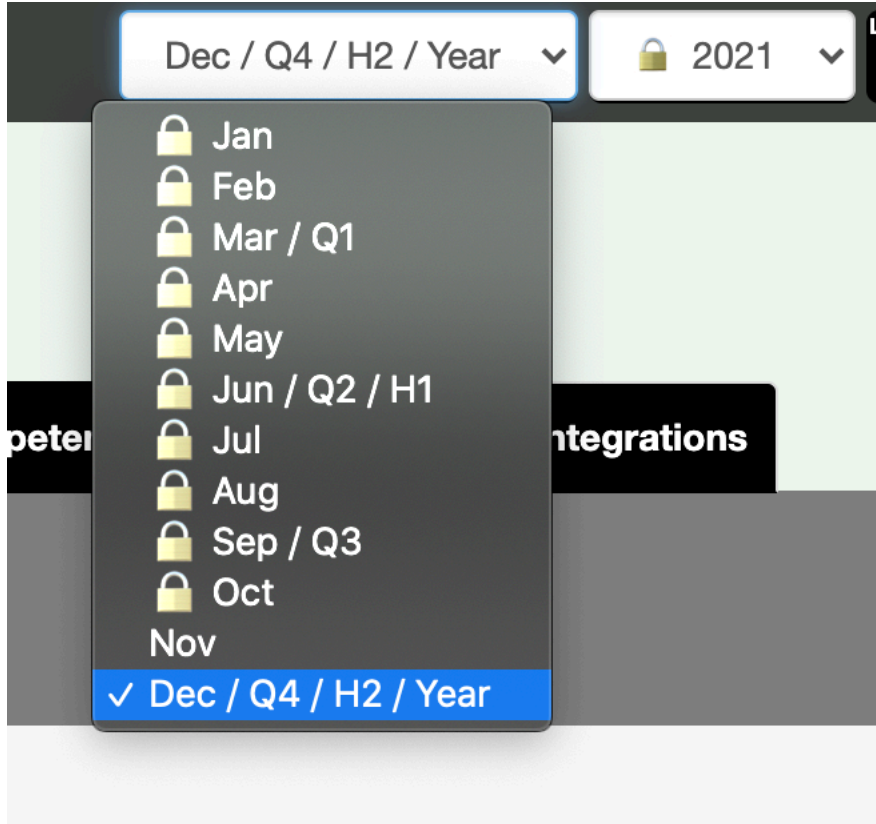 Dec / Q4 / H2 / Year
🔒 2021
🔒 Jan
🔒 Feb
🔒 Mar / Q1
🔒 Apr
🔒 May
🔒 Jun / Q2 / H1
🔒 Jul
🔒 Aug
🔒 Sep / Q3
🔒 Oct
Nov
✓ Dec / Q4 / H2 / Year